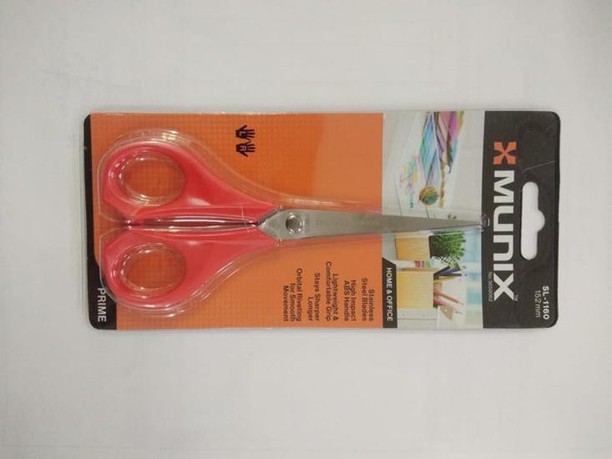 SL-1160
152 mm
MUNIX
HOME & OFFICE
Stainless
Steel Blades
High Impact
ABS Handle
Lightweight &
Comfortable Grip
Stays Sharper
Longer
Orbital Riveting
for Smooth
Movement
PRIME